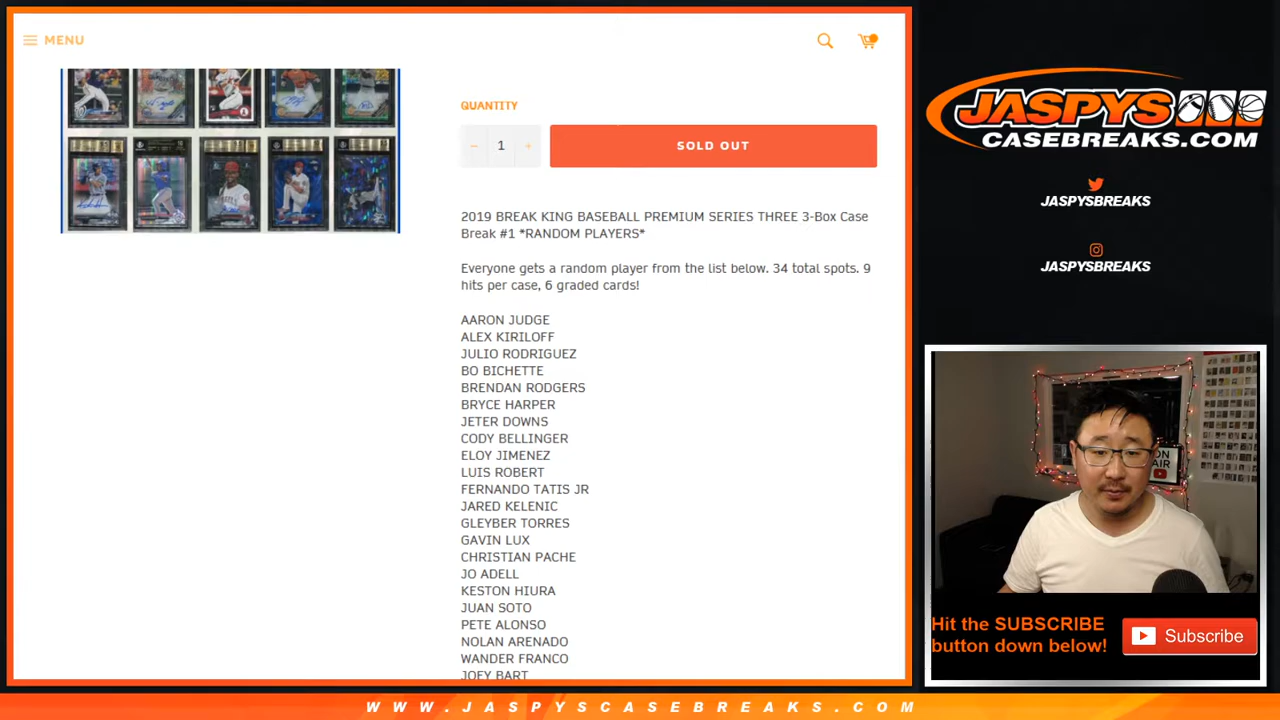 MENU
QUANTITY
− 1 +
SOLD OUT
2019 BREAK KING BASEBALL PREMIUM SERIES THREE 3-Box Case
Break #1 *RANDOM PLAYERS*
Everyone gets a random player from the list below. 34 total spots. 9
hits per case, 6 graded cards!
AARON JUDGE
ALEX KIRILOFF
JULIO RODRIGUEZ
BO BICHETTE
BRENDAN RODGERS
BRYCE HARPER
JETER DOWNS
CODY BELLINGER
ELOY JIMENEZ
LUIS ROBERT
FERNANDO TATIS JR
JARED KELENIC
GLEYBER TORRES
GAVIN LUX
CHRISTIAN PACHE
JO ADELL
KESTON HIURA
JUAN SOTO
PETE ALONSO
NOLAN ARENADO
WANDER FRANCO
JOEY BART
JASPYS
CASEBREAKS.COM
JASPYSBREAKS
JASPYSBREAKS
ON
AIR
Hit the SUBSCRIBE
button down below!
Subscribe
WWW.JASPYSCASEBREAKS.COM